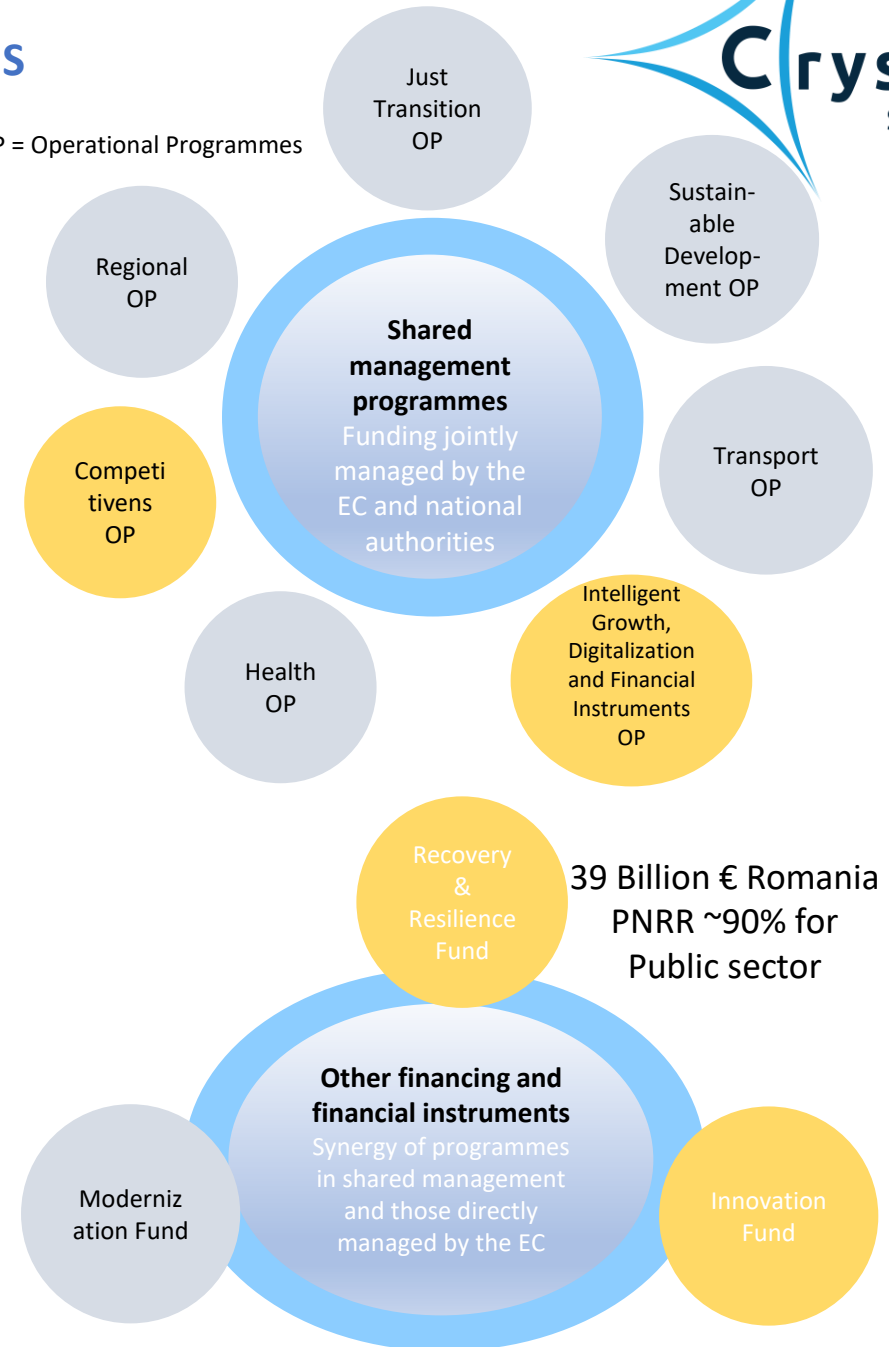 s
P = Operational Programmes
Crys
Just
Transition
OP
Sustain-
able
Develop-
ment OP
Regional
OP
Shared
management
programmes
Funding jointly
managed by the
EC and national
authorities
Transport
OP
Competi
tivens
OP
Intelligent
Growth,
Digitalization
and Financial
Instruments
OP
Health
OP
Recovery
&
Resilience
Fund
39 Billion € Romania
PNRR ~90% for
Public sector
Other financing and
financial instruments
Synergy of programmes
in shared management
and those directly
managed by the EC
Moderniz
ation Fund
Innovation
Fund